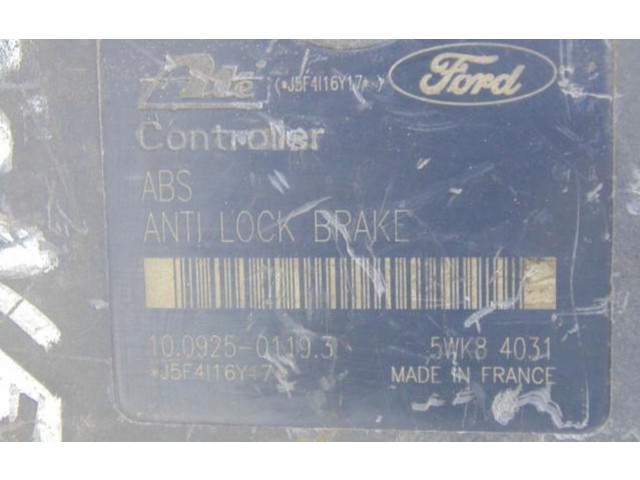 Ate (*J5F4I16Y17*) Ford
Controller
ABS
ANTI LOCK BRAKE
10.0925-0119.3 5WK8 4031
*J5F4I16Y17* MADE IN FRANCE